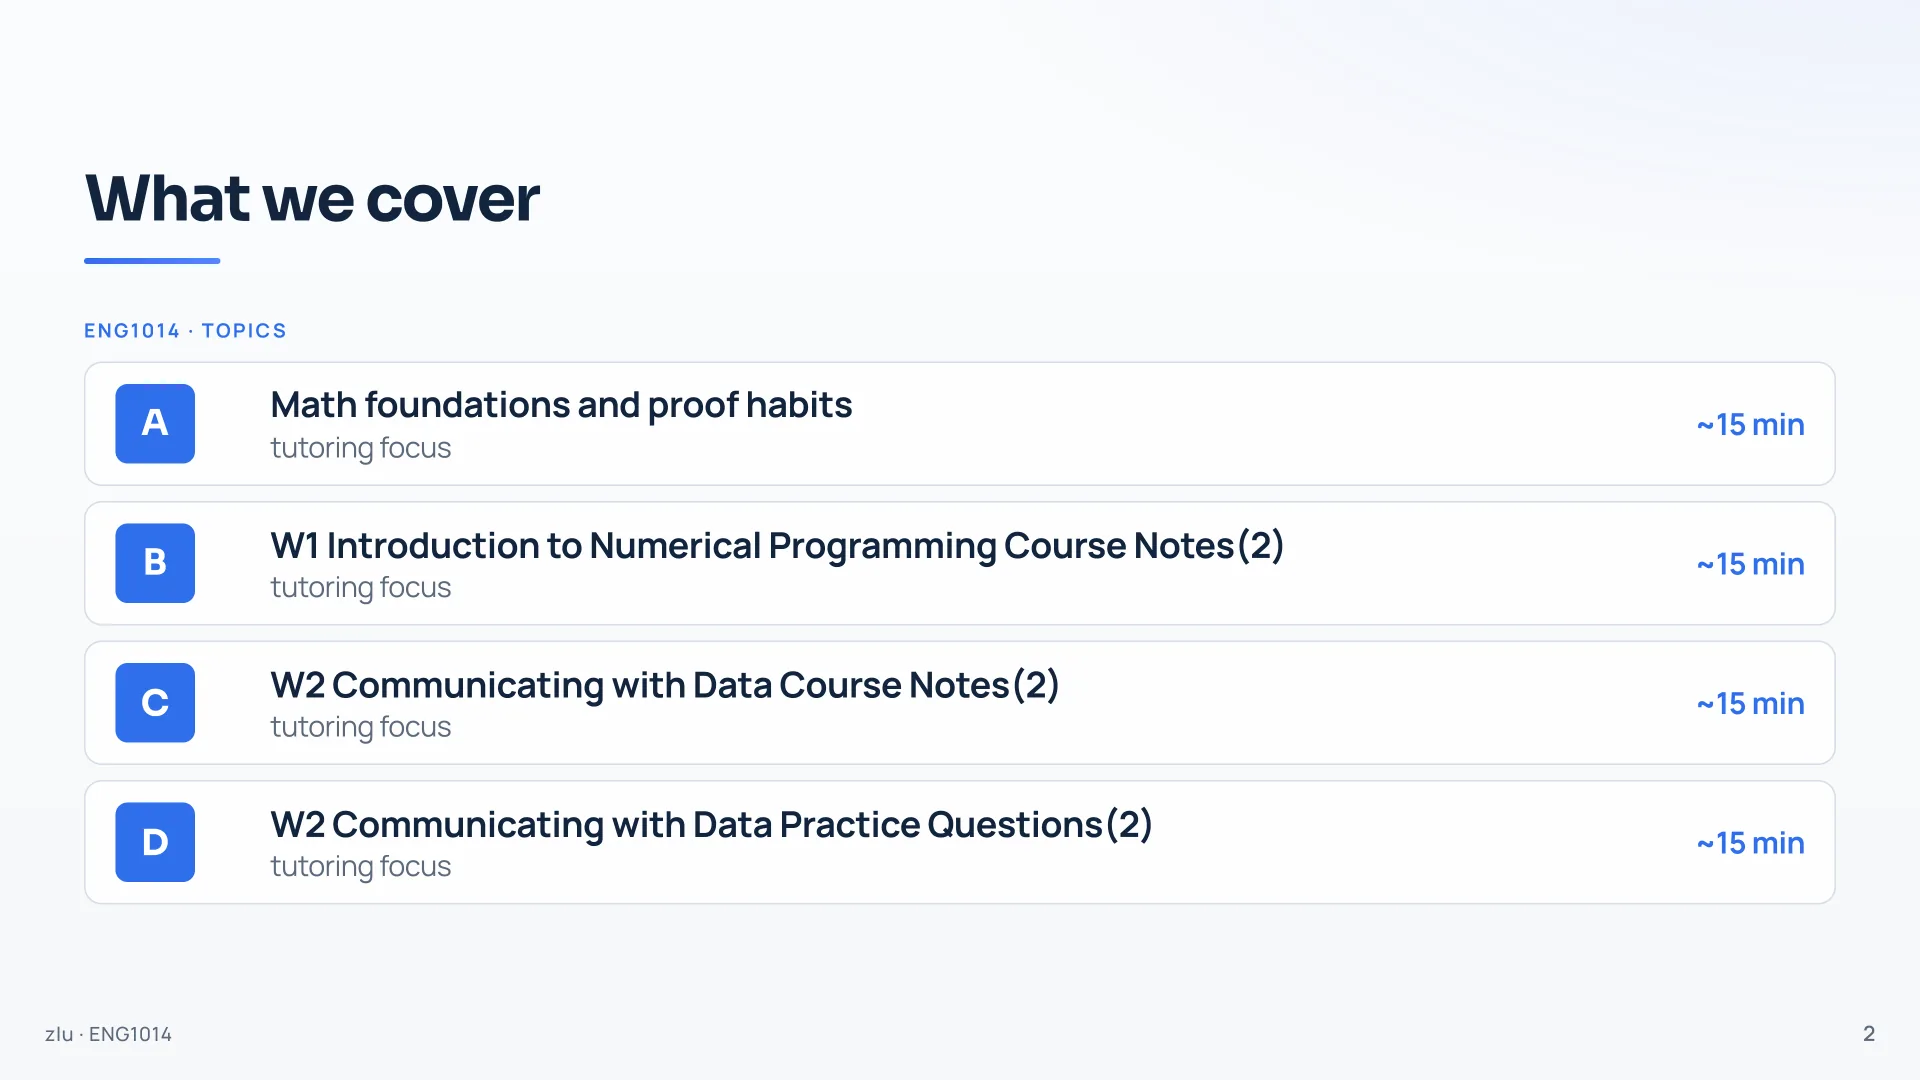 What we cover
ENG1014 · TOPICS
A
Math foundations and proof habits
tutoring focus
~15 min
B
W1 Introduction to Numerical Programming Course Notes(2)
tutoring focus
~15 min
C
W2 Communicating with Data Course Notes(2)
tutoring focus
~15 min
D
W2 Communicating with Data Practice Questions(2)
tutoring focus
~15 min
zlu · ENG1014
2